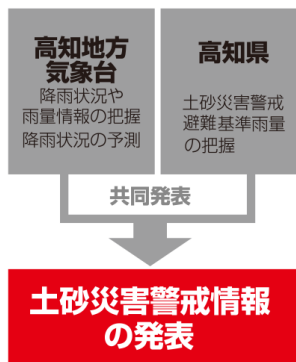 高知地方
気象台
降雨状況や
雨量情報の把握
降雨状況の予測
高知県
土砂災害警戒
避難基準雨量
の把握
共同発表
土砂災害警戒情報
の発表